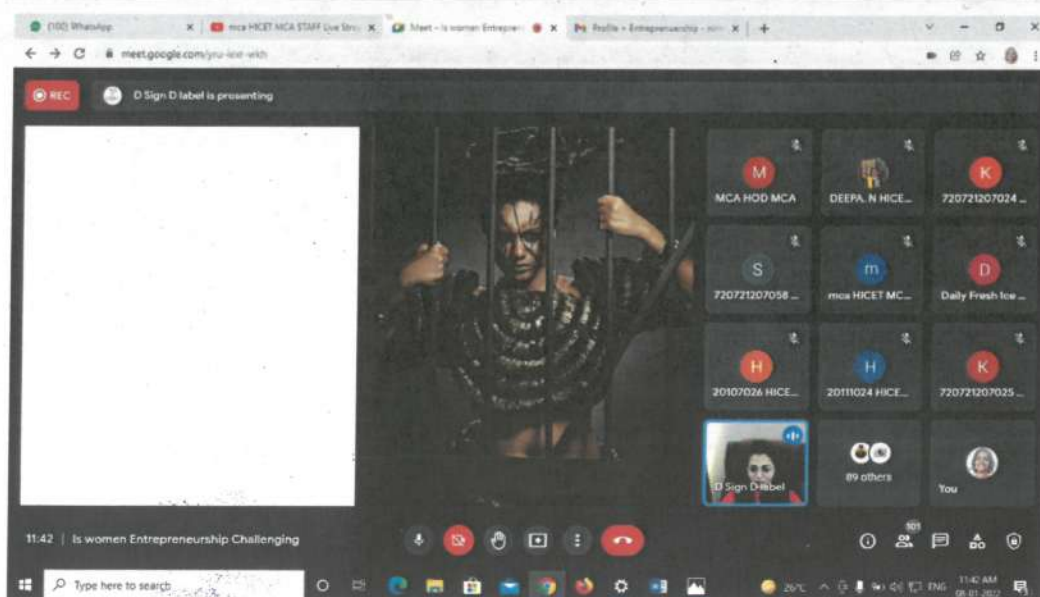 (100) WhatsApp
mca HICET MCA STAFF Live Stre
Meet – Is women Entrepren
Profile • Entrepreneurship -
meet.google.com/
REC
D Sign D label is presenting
M
MCA HOD MCA
DEEPA. N HICE...
K
720721207024 ...
S
720721207058 ...
m
mca HICET MC...
D
Daily Fresh Ice ...
H
20107026 HICE...
H
20111024 HICE...
K
720721207025 ...
D Sign D label
89 others
You
11:42 | Is women Entrepreneurship Challenging
101
Type here to search
26°C
ENG
11:42 AM
08-01-2022